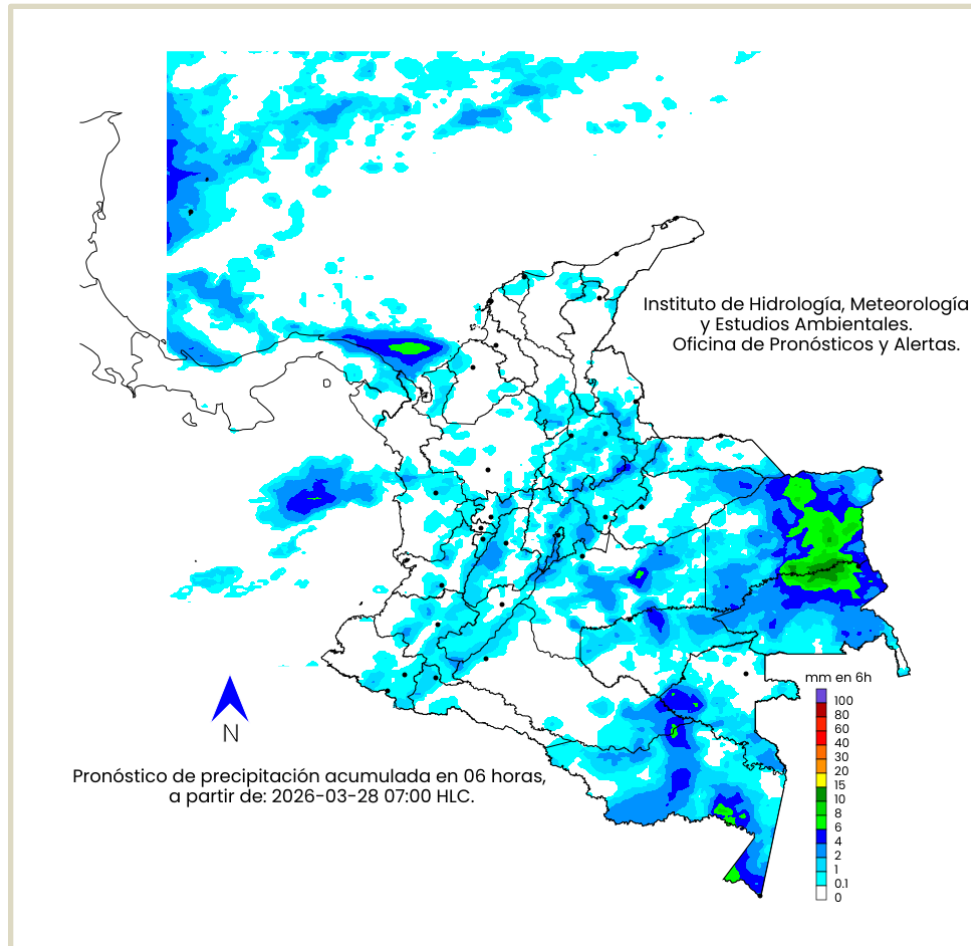 Instituto de Hidrología, Meteorología
y Estudios Ambientales.
Oficina de Pronósticos y Alertas.
N
Pronóstico de precipitación acumulada en 06 horas,
a partir de: 2026-03-28 07:00 HLC.
mm en 6h
100
80
60
40
30
20
15
10
8
6
4
2
1
0.1
0